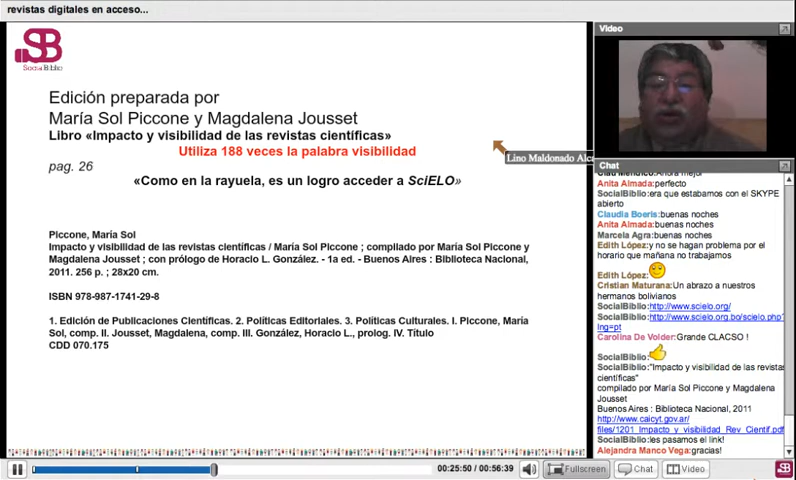 revistas digitales en acceso...
SB
SocialBiblio
Edición preparada por
María Sol Piccone y Magdalena Jousset
Libro «Impacto y visibilidad de las revistas científicas»
Utiliza 188 veces la palabra visibilidad
pag. 26
«Como en la rayuela, es un logro acceder a SciELO»
Piccone, María Sol
Impacto y visibilidad de las revistas científicas / María Sol Piccone ; compilado por María Sol Piccone y
Magdalena Jousset ; con prólogo de Horacio L. González. - 1a ed. - Buenos Aires : Biblioteca Nacional,
2011. 256 p. ; 28x20 cm.
ISBN 978-987-1741-29-8
1. Edición de Publicaciones Científicas. 2. Políticas Editoriales. 3. Políticas Culturales. I. Piccone, María
Sol, comp. II. Jousset, Magdalena, comp. III. González, Horacio L., prolog. IV. Título
CDD 070.175
Lino Maldonado Alca
00:25:50 / 00:56:39
Fullscreen
Chat
Video
Video
Chat
Anita Almada:perfecto
SocialBiblio:era que estabamos con el SKYPE
abierto
Claudia Boeris:buenas noches
Anita Almada:buenas noches
Marcela Agra:buenas noches
Edith López:y no se hagan problema por el
horario que mañana no trabajamos
Edith López:
Cristian Maturana:Un abrazo a nuestros
hermanos bolivianos
SocialBiblio:http://www.scielo.org/
SocialBiblio:http://www.scielo.org.bo/scielo.php?
lng=pt
Carolina De Volder:Grande CLACSO !
SocialBiblio:
SocialBiblio:"Impacto y visibilidad de las revistas
científicas"
compilado por María Sol Piccone y Magdalena
Jousset
Buenos Aires : Biblioteca Nacional, 2011
http://www.caicyt.gov.ar/
files/1201_Impacto_y_visibilidad_Rev_Cientif.pdf
SocialBiblio:les pasamos el link!
Alejandra Manco Vega:gracias!
SB